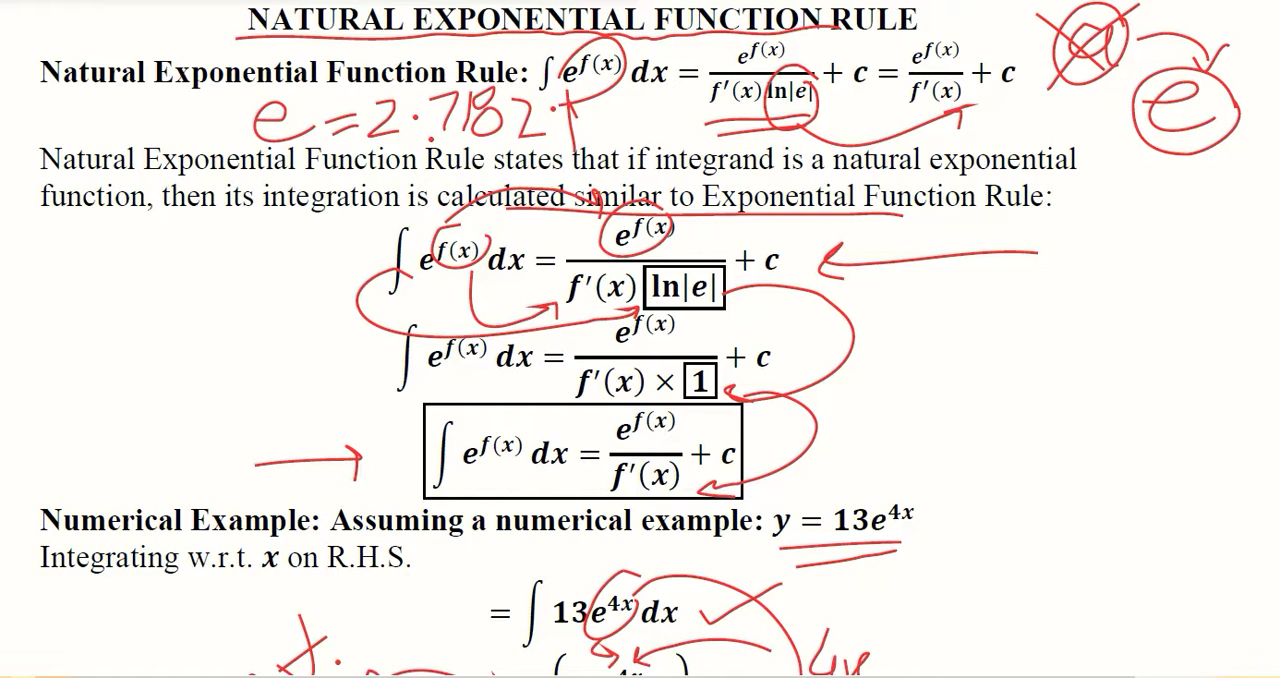 NATURAL EXPONENTIAL FUNCTION RULE
Natural Exponential Function Rule: ∫ e^{f(x)} dx = e^{f(x)} / (f′(x) ln|e|) + c = e^{f(x)} / f′(x) + c
a e
e = 2.7182
Natural Exponential Function Rule states that if integrand is a natural exponential
function, then its integration is calculated similar to Exponential Function Rule:
∫ e^{f(x)} dx = e^{f(x)} / (f′(x) ln|e|) + c
∫ e^{f(x)} dx = e^{f(x)} / (f′(x) × 1) + c
∫ e^{f(x)} dx = e^{f(x)} / f′(x) + c
Numerical Example: Assuming a numerical example: y = 13e^{4x}
Integrating w.r.t. x on R.H.S.
= ∫ 13e^{4x} dx